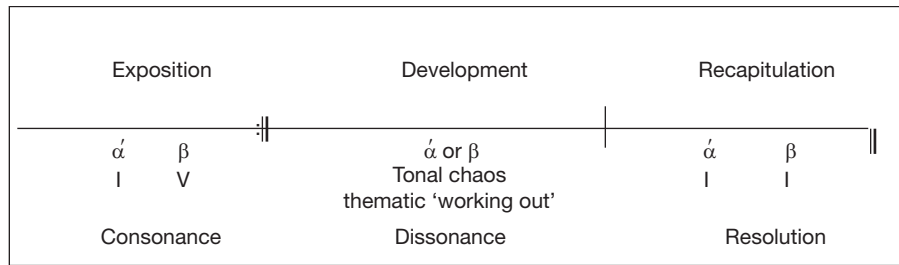 Exposition Development Recapitulation
ά β ά or β ά β
I V Tonal chaos I I
thematic ‘working out’
Consonance Dissonance Resolution